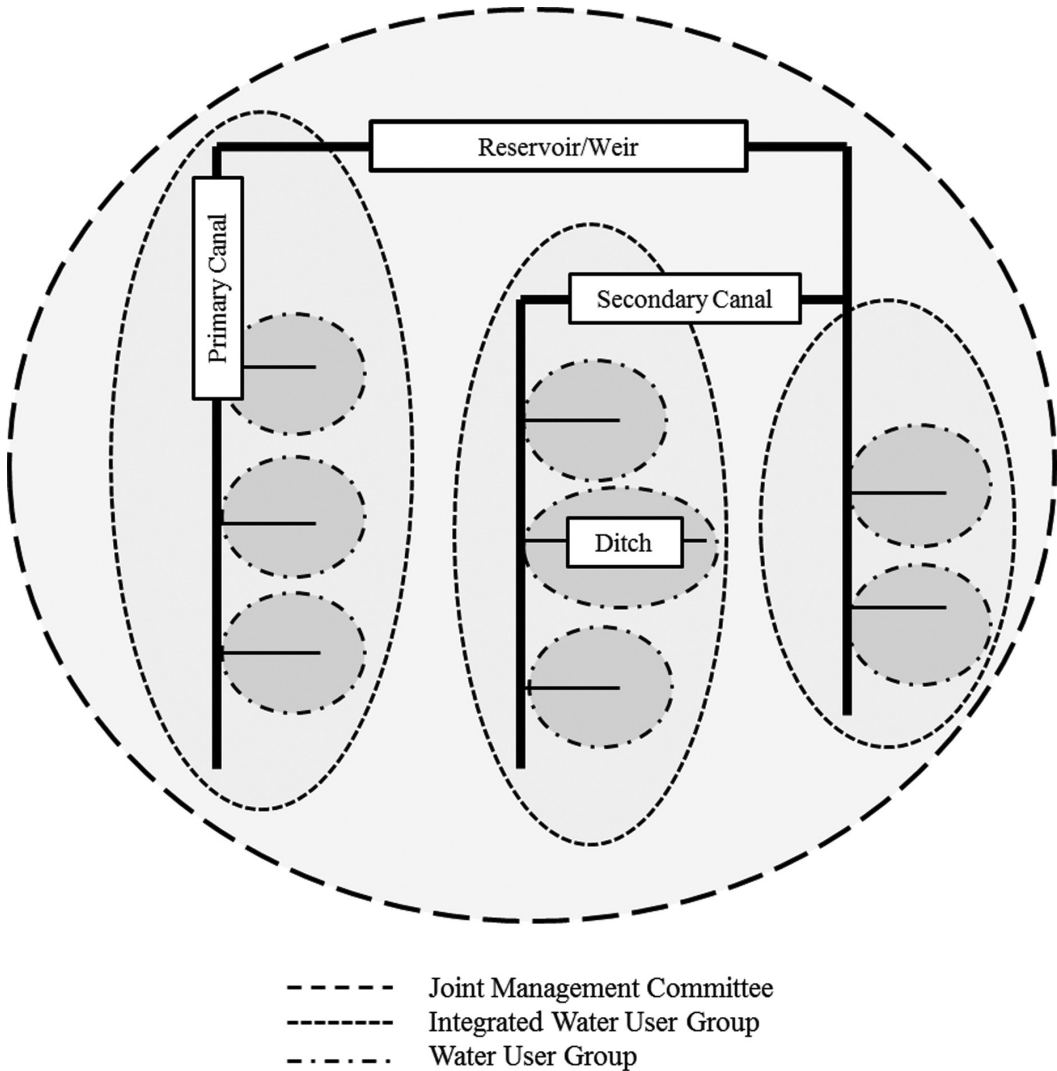 Reservoir/Weir
Primary Canal
Secondary Canal
Ditch
Joint Management Committee
Integrated Water User Group
Water User Group